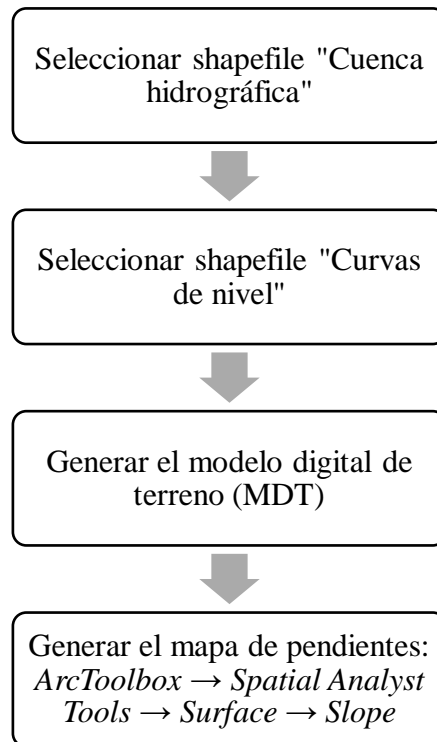 Seleccionar shapefile "Cuenca
hidrográfica"
Seleccionar shapefile "Curvas
de nivel"
Generar el modelo digital de
terreno (MDT)
Generar el mapa de pendientes:
ArcToolbox → Spatial Analyst
Tools → Surface → Slope